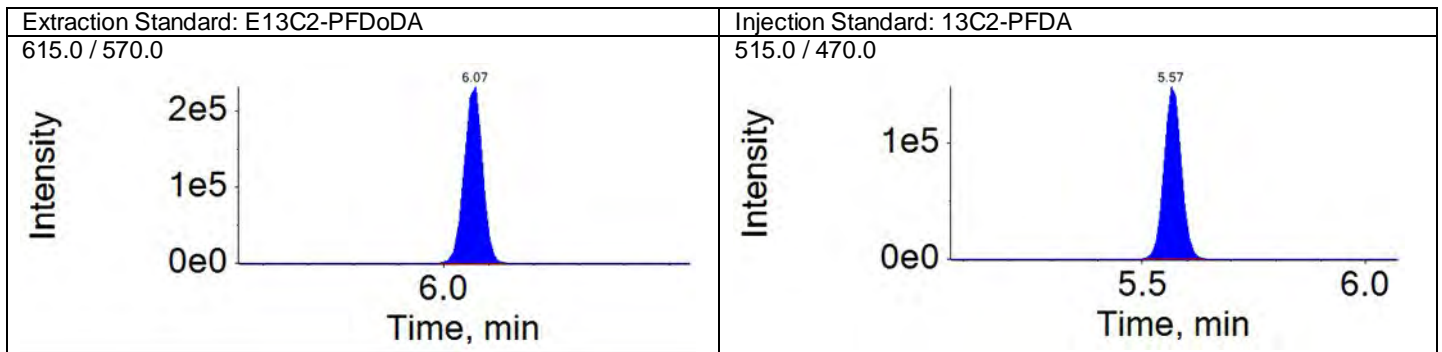 Extraction Standard: E13C2-PFDoDA
615.0 / 570.0
6.07
Intensity
2e5
1e5
0e0
6.0
Time, min
Injection Standard: 13C2-PFDA
515.0 / 470.0
5.57
Intensity
1e5
0e0
5.5 6.0
Time, min